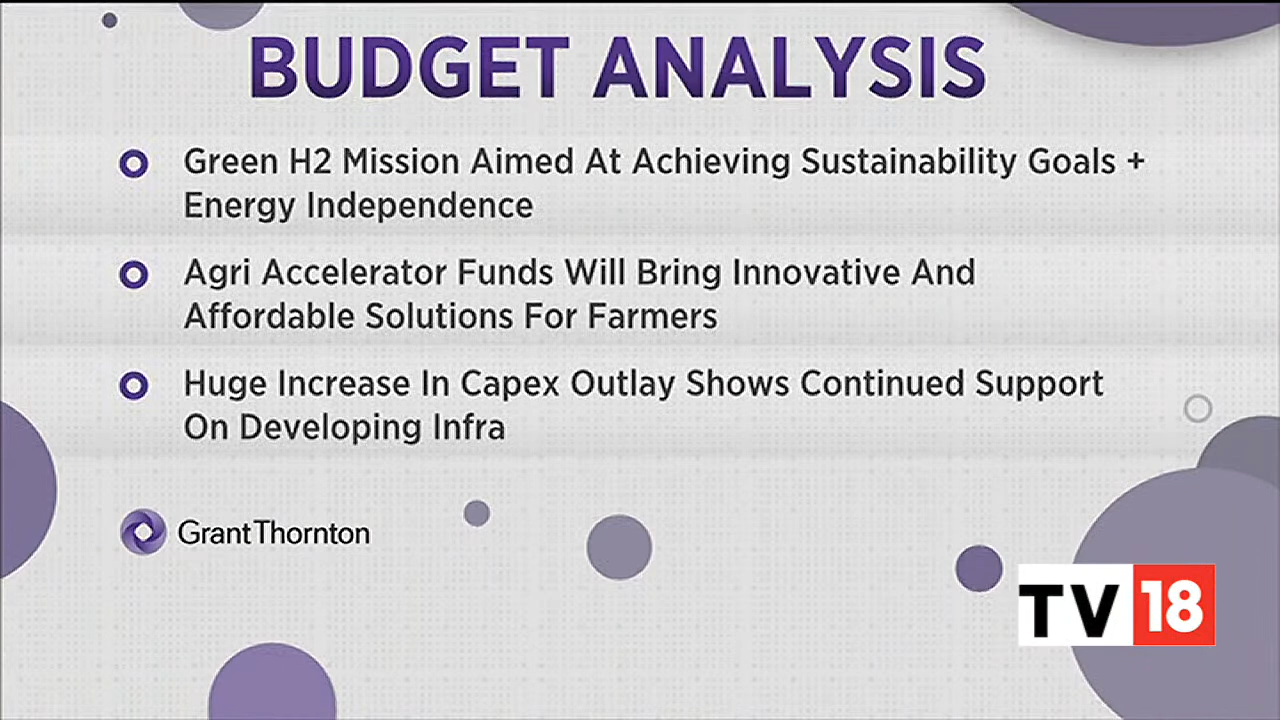 BUDGET ANALYSIS
Green H2 Mission Aimed At Achieving Sustainability Goals +
Energy Independence
Agri Accelerator Funds Will Bring Innovative And
Affordable Solutions For Farmers
Huge Increase In Capex Outlay Shows Continued Support
On Developing Infra
GrantThornton
TV18